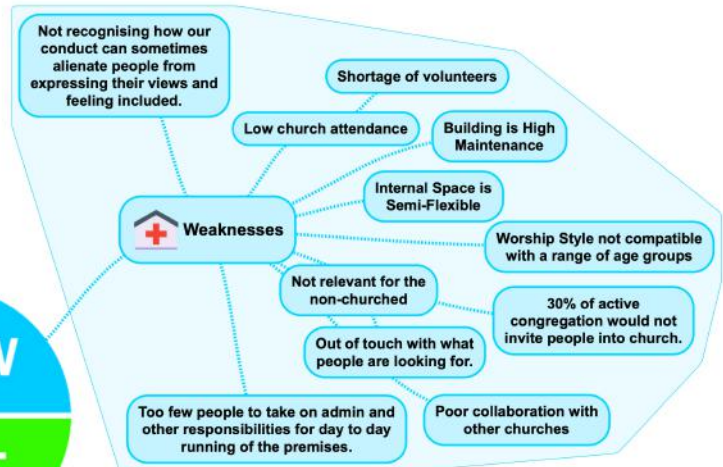 Not recognising how our
conduct can sometimes
alienate people from
expressing their views and
feeling included.
Shortage of volunteers
Low church attendance
Building is High
Maintenance
Internal Space is
Semi-Flexible
Weaknesses
Worship Style not compatible
with a range of age groups
Not relevant for the
non-churched
30% of active
congregation would not
invite people into church.
Out of touch with what
people are looking for.
Too few people to take on admin and
other responsibilities for day to day
running of the premises.
Poor collaboration with
other churches
W